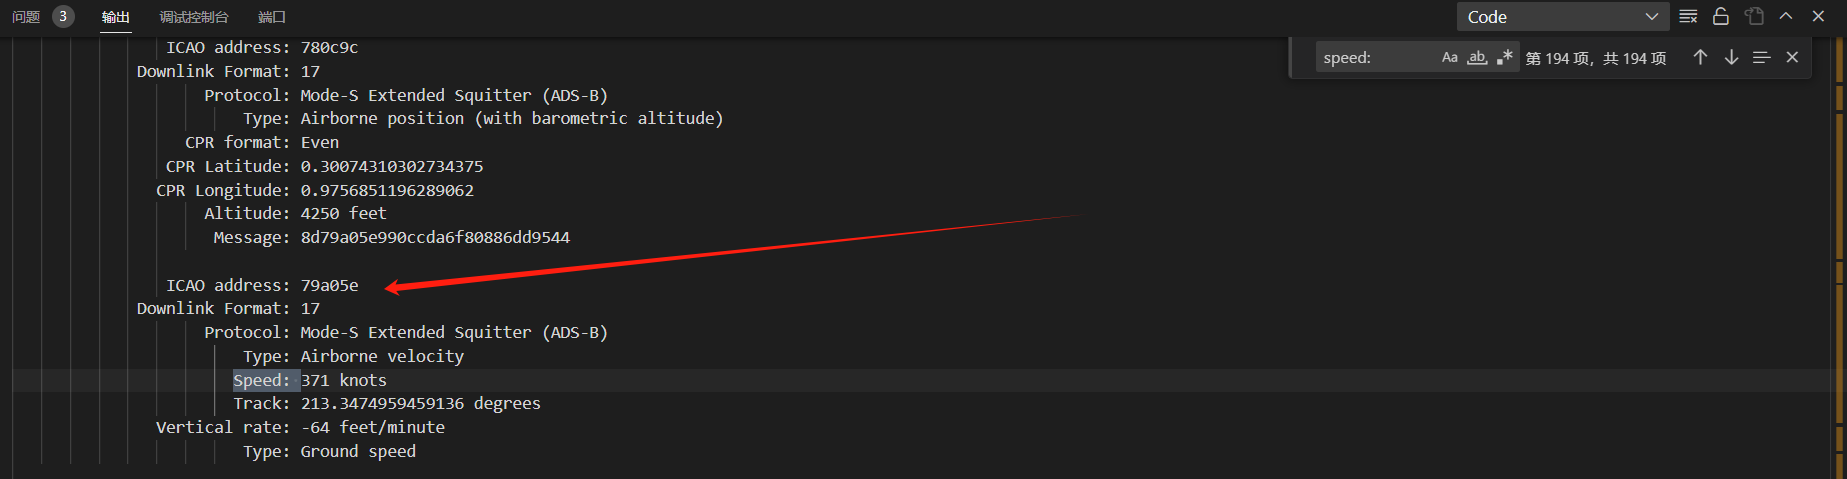 问题 3 输出 调试控制台 端口 Code
speed: Aa ab .* 第 194 项, 共 194 项
ICAO address: 780c9c
Downlink Format: 17
Protocol: Mode-S Extended Squitter (ADS-B)
Type: Airborne position (with barometric altitude)
CPR format: Even
CPR Latitude: 0.30074310302734375
CPR Longitude: 0.9756851196289062
Altitude: 4250 feet
Message: 8d79a05e990ccda6f80886dd9544
ICAO address: 79a05e
Downlink Format: 17
Protocol: Mode-S Extended Squitter (ADS-B)
Type: Airborne velocity
Speed: 371 knots
Track: 213.3474959459136 degrees
Vertical rate: -64 feet/minute
Type: Ground speed